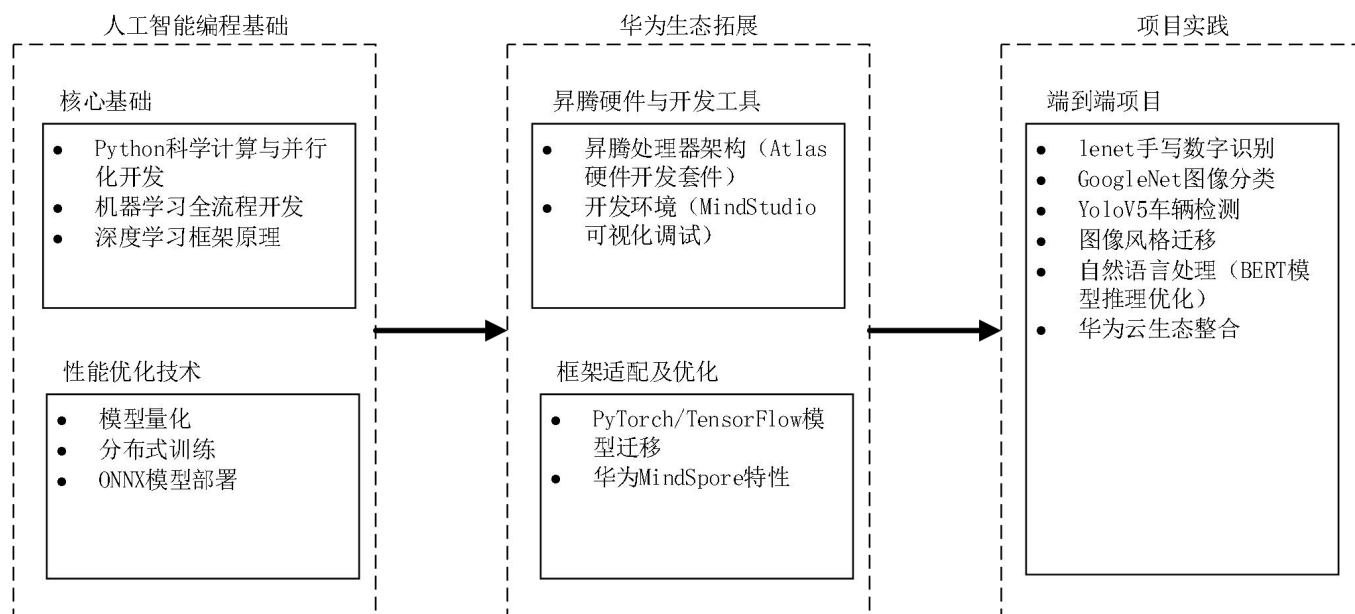 人工智能编程基础
核心基础
● Python科学计算与并行
化开发
● 机器学习全流程开发
● 深度学习框架原理
性能优化技术
● 模型量化
● 分布式训练
● ONNX模型部署
华为生态拓展
昇腾硬件与开发工具
● 昇腾处理器架构（Atlas
硬件开发套件）
● 开发环境（MindStudio
可视化调试）
框架适配及优化
● PyTorch/TensorFlow模
型迁移
● 华为MindSpore特性
项目实践
端到端项目
● lenet手写数字识别
● GoogleNet图像分类
● YoloV5车辆检测
● 图像风格迁移
● 自然语言处理（BERT模
型推理优化）
● 华为云生态整合